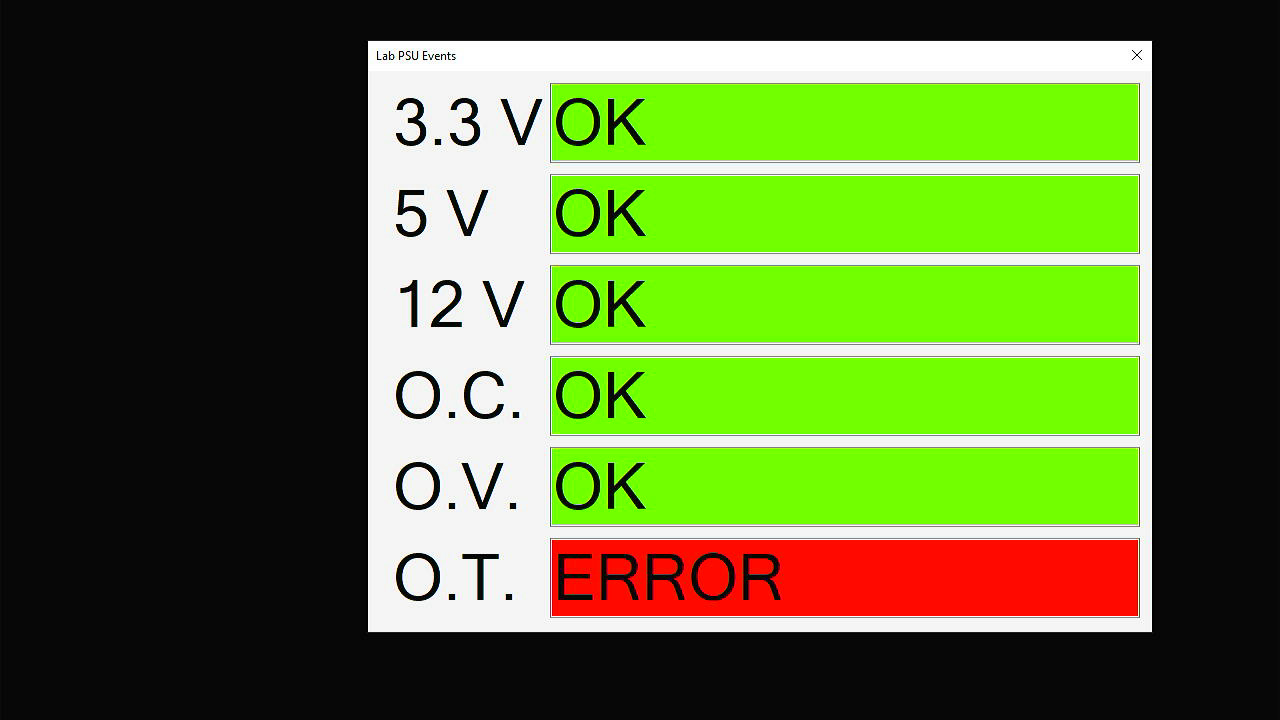 Lab PSU Events
3.3 V OK
5 V OK
12 V OK
O.C. OK
O.V. OK
O.T. ERROR